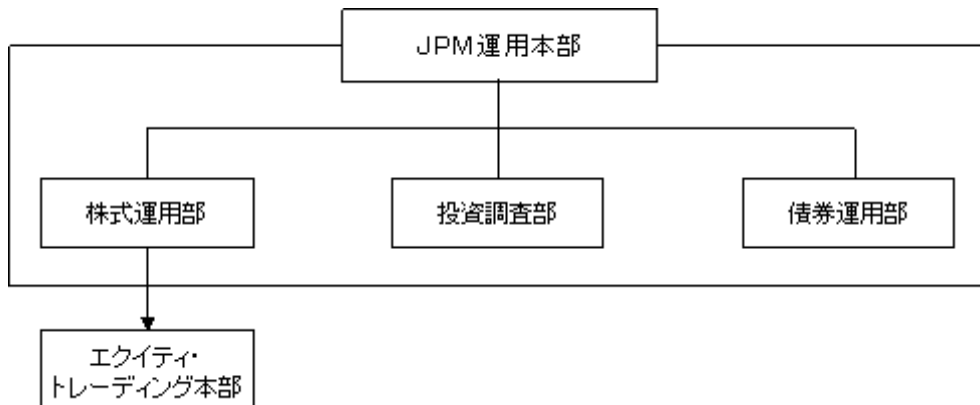 JPM運用本部
株式運用部
投資調査部
債券運用部
エクイティ・
トレーディング本部